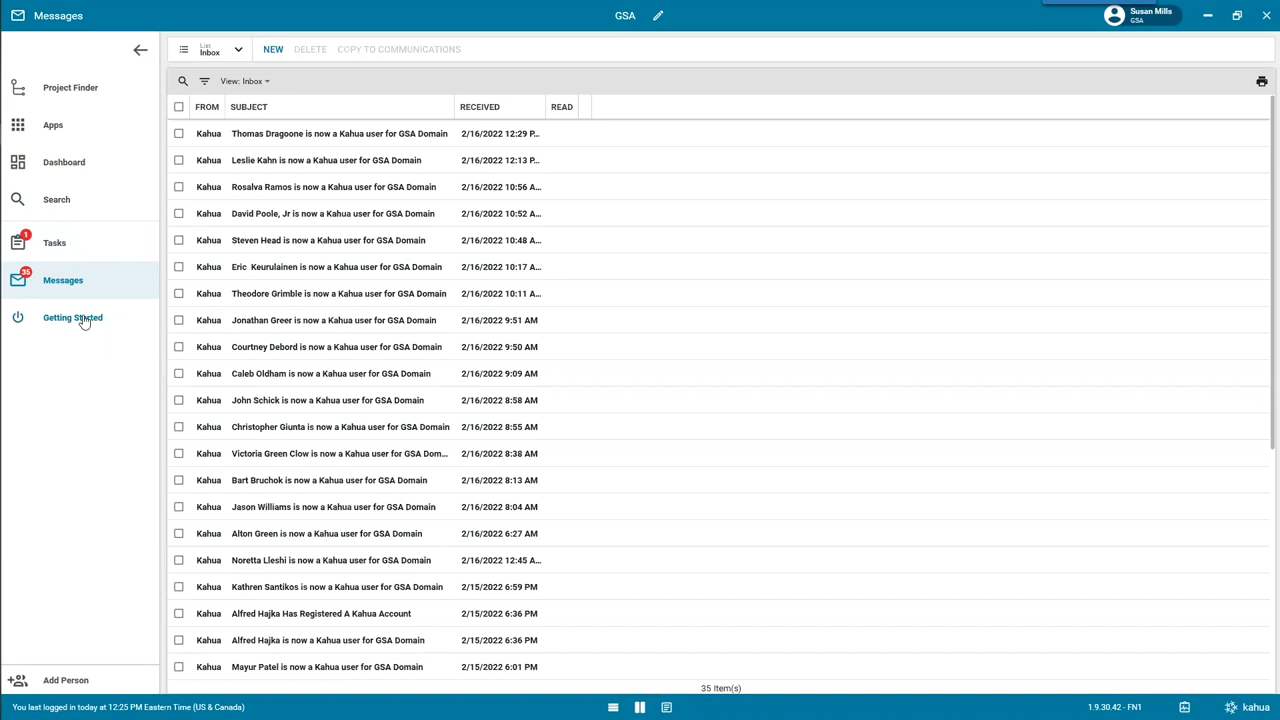 Messages
GSA
Susan Mills
GSA
Project Finder
Apps
Dashboard
Search
1
Tasks
35
Messages
Getting Started
Add Person
List
Inbox
NEW DELETE COPY TO COMMUNICATIONS
View: Inbox
FROM SUBJECT RECEIVED READ
Kahua Thomas Dragoone is now a Kahua user for GSA Domain 2/16/2022 12:29 P...
Kahua Leslie Kahn is now a Kahua user for GSA Domain 2/16/2022 12:13 P...
Kahua Rosalva Ramos is now a Kahua user for GSA Domain 2/16/2022 10:56 A...
Kahua David Poole, Jr is now a Kahua user for GSA Domain 2/16/2022 10:52 A...
Kahua Steven Head is now a Kahua user for GSA Domain 2/16/2022 10:48 A...
Kahua Eric Keurulainen is now a Kahua user for GSA Domain 2/16/2022 10:17 A...
Kahua Theodore Grimble is now a Kahua user for GSA Domain 2/16/2022 10:11 A...
Kahua Jonathan Greer is now a Kahua user for GSA Domain 2/16/2022 9:51 AM
Kahua Courtney Debord is now a Kahua user for GSA Domain 2/16/2022 9:50 AM
Kahua Caleb Oldham is now a Kahua user for GSA Domain 2/16/2022 9:09 AM
Kahua John Schick is now a Kahua user for GSA Domain 2/16/2022 8:58 AM
Kahua Christopher Giunta is now a Kahua user for GSA Domain 2/16/2022 8:55 AM
Kahua Victoria Green Clow is now a Kahua user for GSA Dom... 2/16/2022 8:38 AM
Kahua Bart Bruchok is now a Kahua user for GSA Domain 2/16/2022 8:13 AM
Kahua Jason Williams is now a Kahua user for GSA Domain 2/16/2022 8:04 AM
Kahua Alton Green is now a Kahua user for GSA Domain 2/16/2022 6:27 AM
Kahua Noretta Lleshi is now a Kahua user for GSA Domain 2/16/2022 12:45 A...
Kahua Kathren Santikos is now a Kahua user for GSA Domain 2/15/2022 6:59 PM
Kahua Alfred Hajka Has Registered A Kahua Account 2/15/2022 6:36 PM
Kahua Alfred Hajka is now a Kahua user for GSA Domain 2/15/2022 6:36 PM
Kahua Mayur Patel is now a Kahua user for GSA Domain 2/15/2022 6:01 PM
35 Item(s)
You last logged in today at 12:25 PM Eastern Time (US & Canada)
1.9.30.42 - FN1
kahua